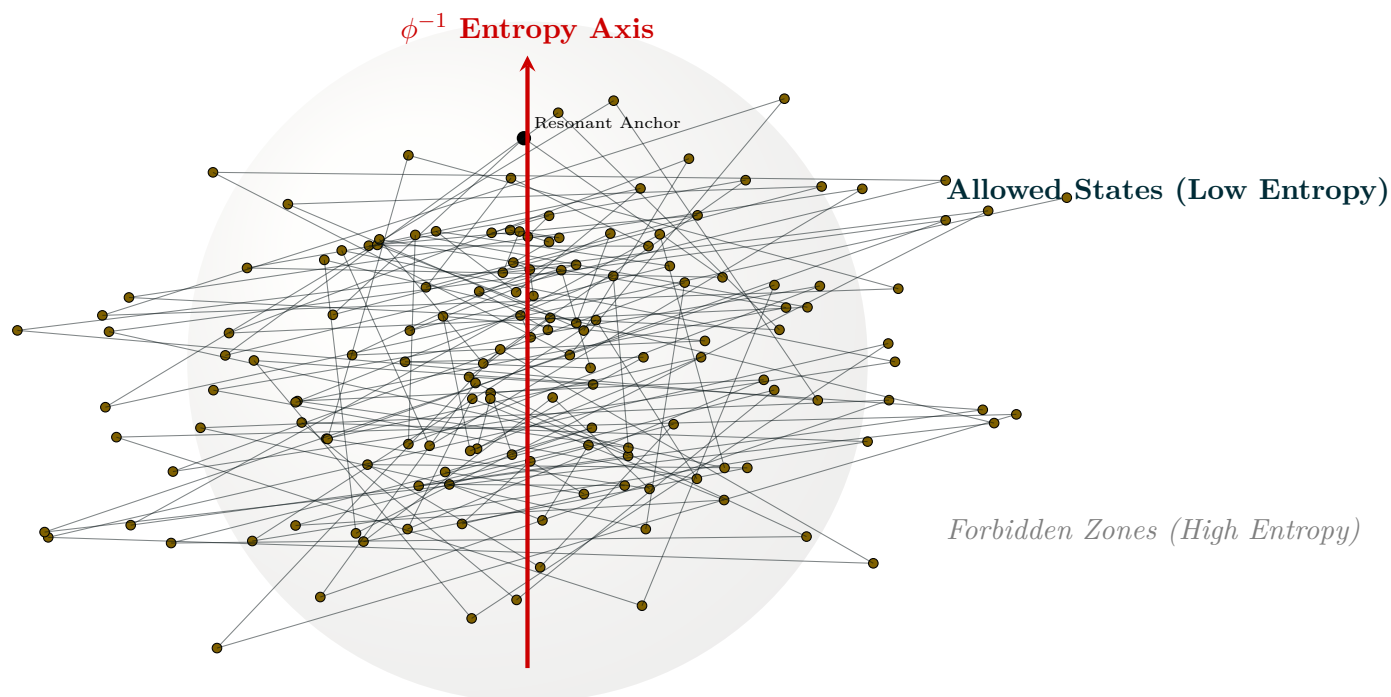 ϕ⁻¹ Entropy Axis
Resonant Anchor
Allowed States (Low Entropy)
Forbidden Zones (High Entropy)